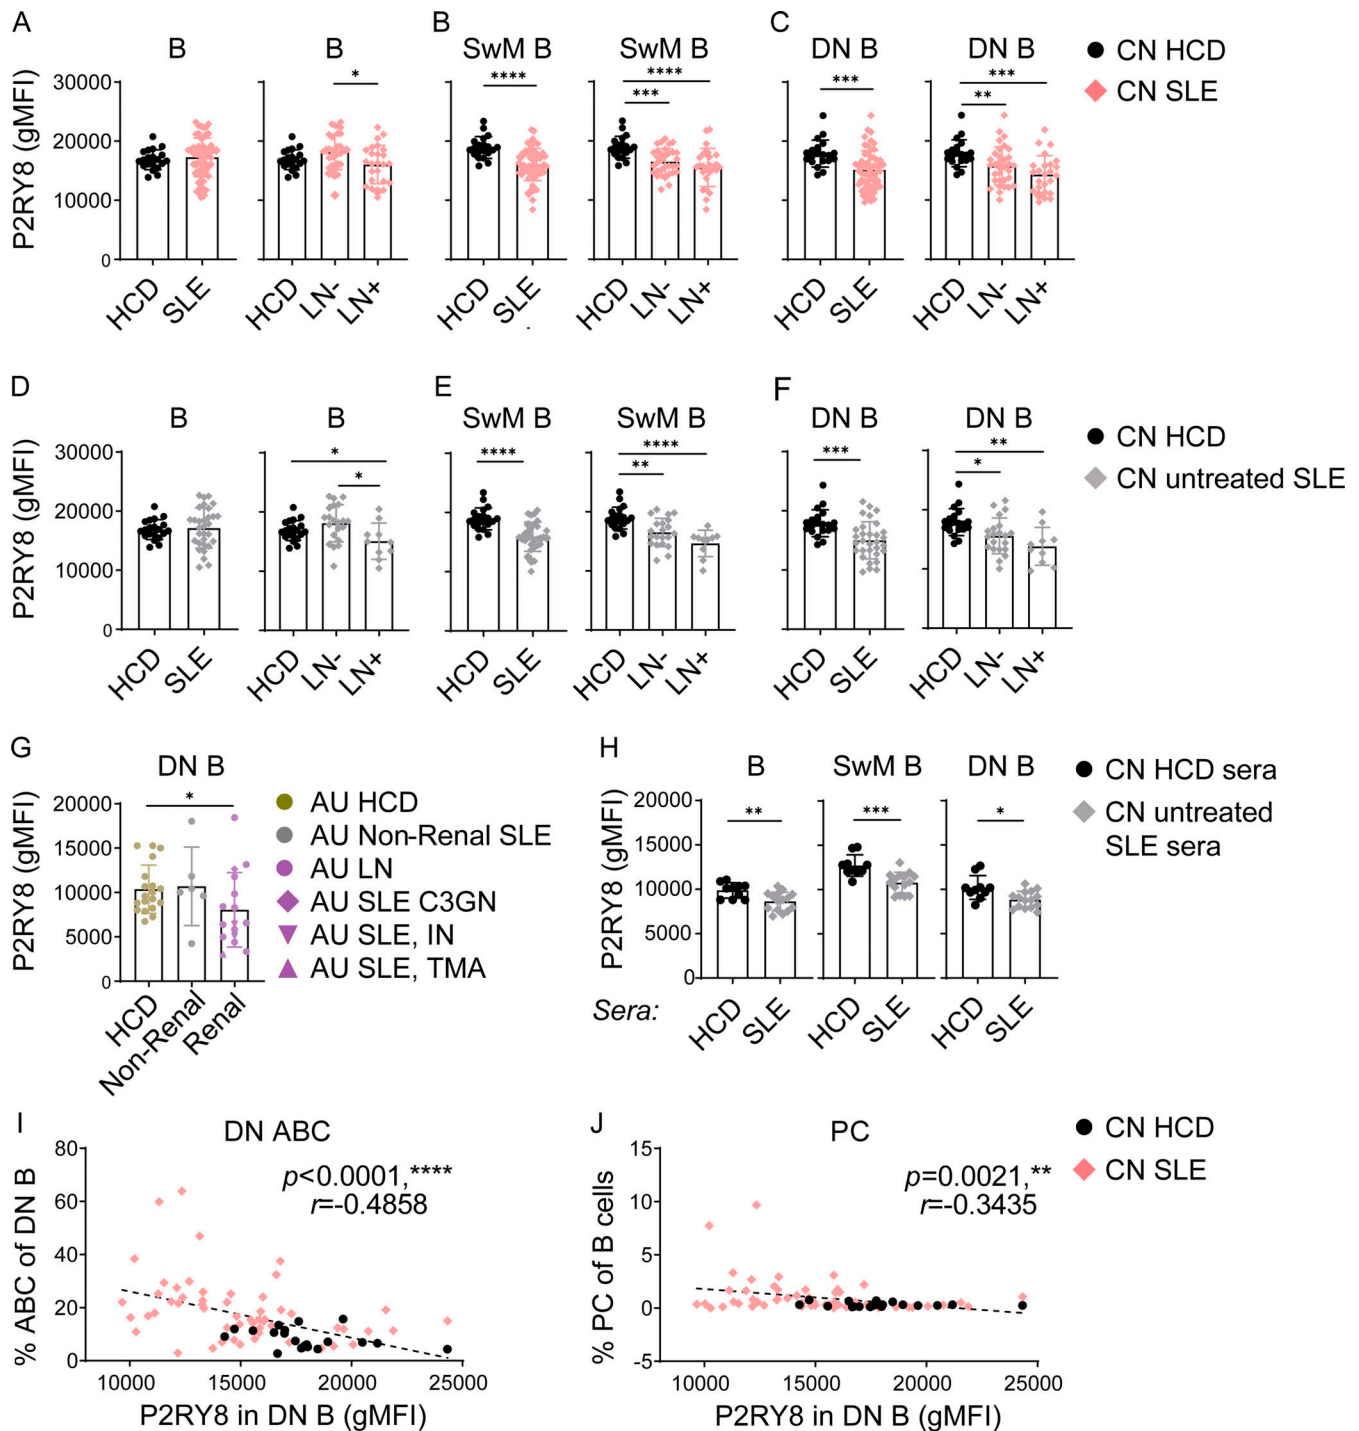 A
B
B
P2RY8 (gMFI)
30000
20000
10000
0
*
HCD
SLE
HCD
LN-
LN+
B
SwM B
SwM B
****
****
***
HCD
SLE
HCD
LN-
LN+
C
DN B
DN B
***
***
**
HCD
SLE
HCD
LN-
LN+
CN HCD
CN SLE
D
B
B
P2RY8 (gMFI)
30000
20000
10000
0
*
*
HCD
SLE
HCD
LN-
LN+
E
SwM B
SwM B
****
****
**
HCD
SLE
HCD
LN-
LN+
F
DN B
DN B
***
**
*
HCD
SLE
HCD
LN-
LN+
CN HCD
CN untreated SLE
G
DN B
P2RY8 (gMFI)
20000
15000
10000
5000
0
*
HCD
Non-Renal
Renal
AU HCD
AU Non-Renal SLE
AU LN
AU SLE C3GN
AU SLE, IN
AU SLE, TMA
H
B
SwM B
DN B
P2RY8 (gMFI)
20000
15000
10000
5000
0
**
***
*
Sera:
HCD
SLE
HCD
SLE
HCD
SLE
CN HCD sera
CN untreated
SLE sera
I
DN ABC
% ABC of DN B
80
60
40
20
0
p<0.0001,****
r=-0.4858
10000
15000
20000
25000
P2RY8 in DN B (gMFI)
J
PC
% PC of B cells
15
10
5
0
-5
p=0.0021,**
r=-0.3435
10000
15000
20000
25000
P2RY8 in DN B (gMFI)
CN HCD
CN SLE